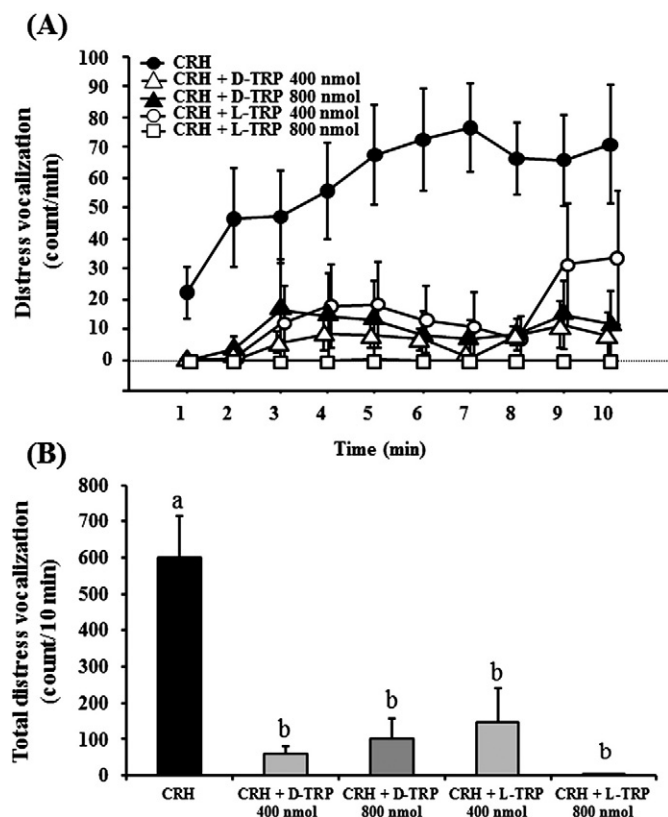 (A)
100
90
80
70
60
50
40
30
20
10
0
Distress vocalization
(count/min)
CRH
CRH + D-TRP 400 nmol
CRH + D-TRP 800 nmol
CRH + L-TRP 400 nmol
CRH + L-TRP 800 nmol
1 2 3 4 5 6 7 8 9 10
Time (min)
(B)
800
700
600
500
400
300
200
100
0
Total distress vocalization
(count/10 min)
a
b
b
b
b
CRH
CRH + D-TRP
400 nmol
CRH + D-TRP
800 nmol
CRH + L-TRP
400 nmol
CRH + L-TRP
800 nmol